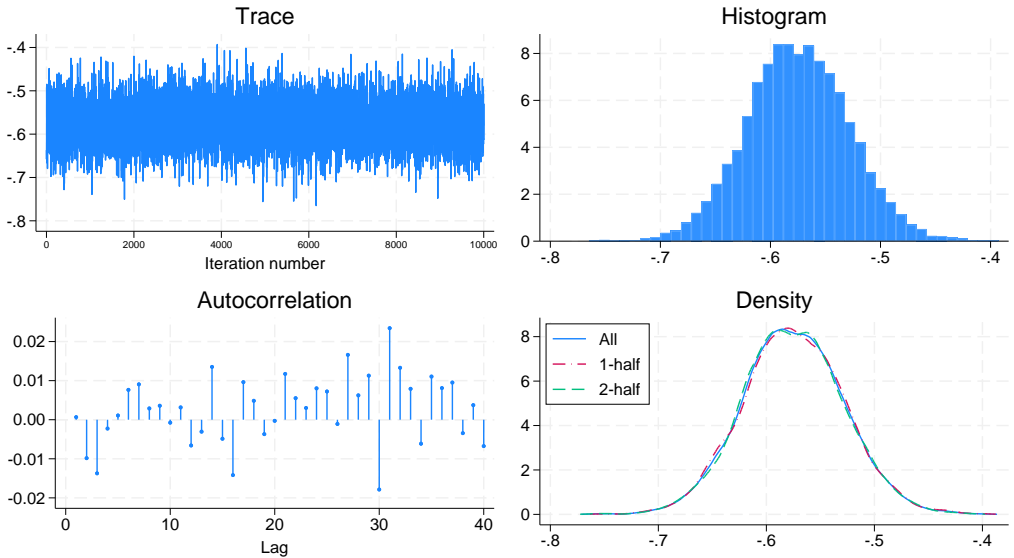 Trace
-.4
-.5
-.6
-.7
-.8
0 2000 4000 6000 8000 10000
Iteration number
Histogram
8
6
4
2
0
-.8 -.7 -.6 -.5 -.4
Autocorrelation
0.02
0.01
0.00
-0.01
-0.02
0 10 20 30 40
Lag
Density
8
6
4
2
0
All
1-half
2-half
-.8 -.7 -.6 -.5 -.4